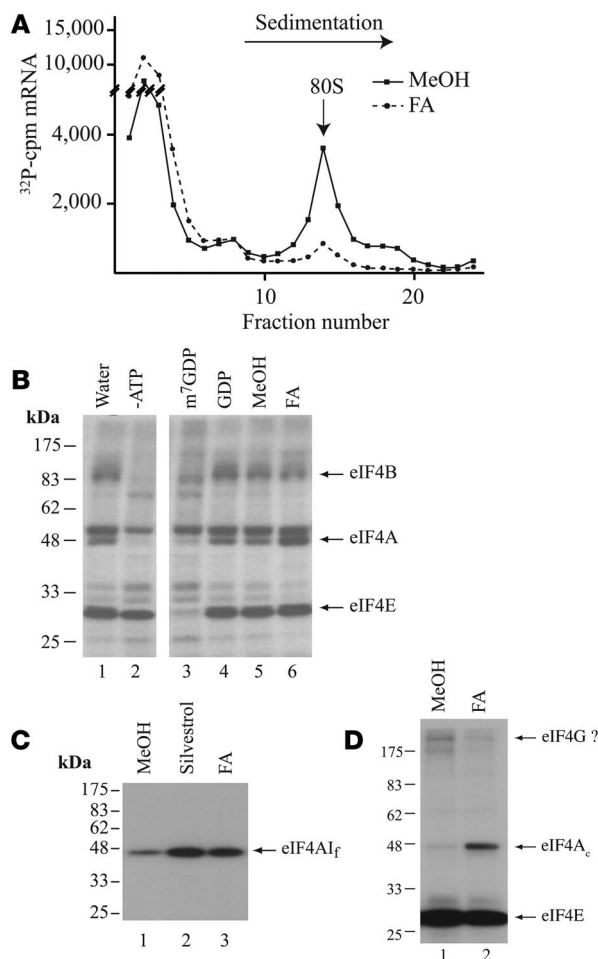 A
Sedimentation
15,000
10,000
4,000
2,000
³²P-cpm mRNA
80S
MeOH
FA
10
20
Fraction number
B
kDa
Water
-ATP
m⁷GDP
GDP
MeOH
FA
175
83
62
48
33
25
eIF4B
eIF4A
eIF4E
1 2 3 4 5 6
C
kDa
MeOH
Silvestrol
FA
175
83
62
48
33
25
eIF4AI_f
1 2 3
D
MeOH
FA
175
83
62
48
33
25
eIF4G ?
eIF4A_c
eIF4E
1 2